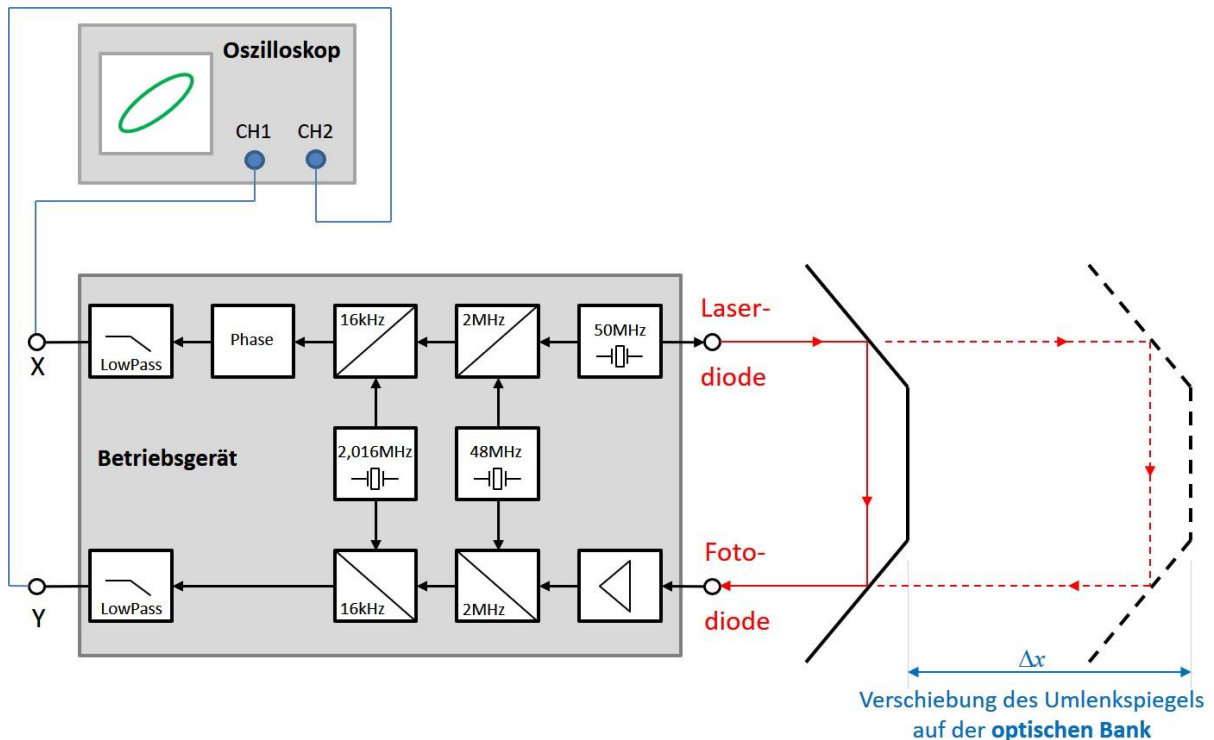 Oszilloskop
CH1 CH2
16kHz 2MHz 50MHz
Phase
LowPass
X
Laser-
diode
2,016MHz 48MHz
Betriebsgerät
Foto-
diode
LowPass 16kHz 2MHz
Y
Δx
Verschiebung des Umlenkspiegels
auf der optischen Bank